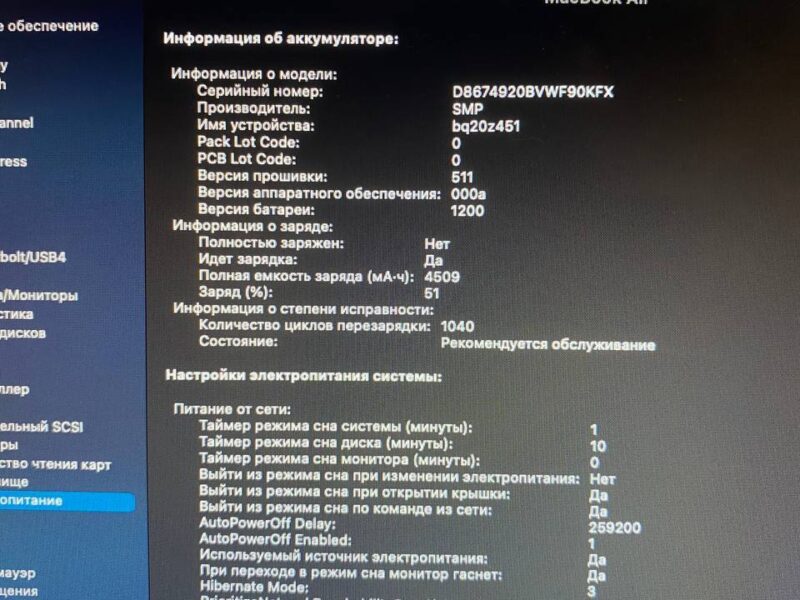 MacBook Air
е обеспечение
Информация об аккумуляторе:
y
Информация о модели:
h
Серийный номер: D8674920BVWF90KFX
Производитель: SMP
annel
Имя устройства: bq20z451
Pack Lot Code: 0
ress
PCB Lot Code: 0
Версия прошивки: 511
Версия аппаратного обеспечения: 000a
Версия батареи: 1200
Информация о заряде:
Полностью заряжен: Нет
bolt/USB4
Идет зарядка: Да
Полная емкость заряда (мА·ч): 4509
а/Мониторы
Заряд (%): 51
стика
Информация о степени исправности:
дисков
Количество циклов перезарядки: 1040
Состояние: Рекомендуется обслуживание
Настройки электропитания системы:
ллер
Питание от сети:
ельный SCSI
Таймер режима сна системы (минуты): 1
ры
Таймер режима сна диска (минуты): 10
ство чтения карт
Таймер режима сна монитора (минуты): 0
ище
Выйти из режима сна при изменении электропитания: Нет
опитание
Выйти из режима сна при открытии крышки: Да
Выйти из режима сна по команде из сети: Да
AutoPowerOff Delay: 259200
AutoPowerOff Enabled: 1
Используемый источник электропитания: Да
мауэр
При переходе в режим сна монитор гаснет: Да
щения
Hibernate Mode: 3